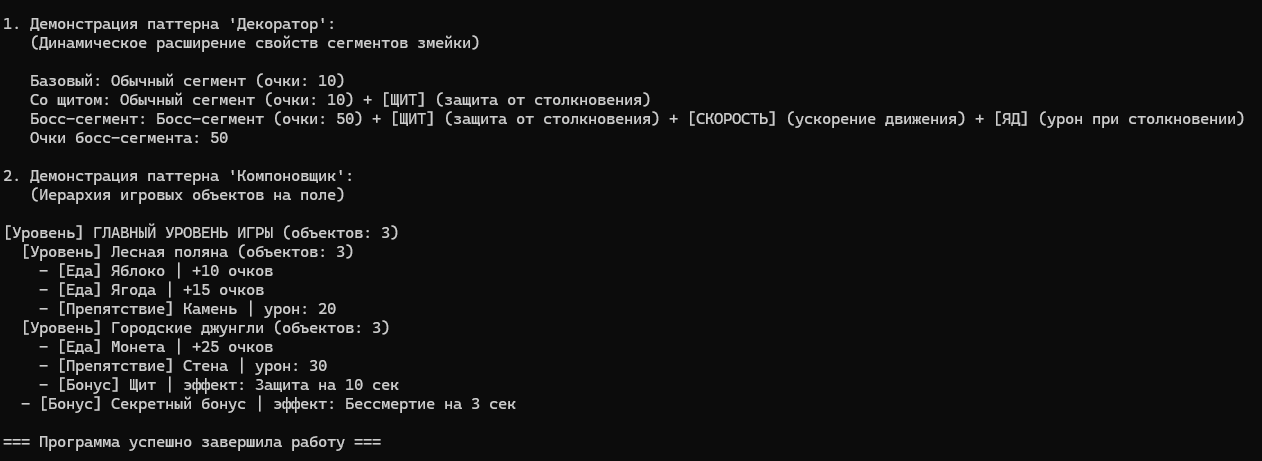 1. Демонстрация паттерна 'Декоратор':
(Динамическое расширение свойств сегментов змейки)
Базовый: Обычный сегмент (очки: 10)
Со щитом: Обычный сегмент (очки: 10) + [ЩИТ] (защита от столкновения)
Босс-сегмент: Босс-сегмент (очки: 50) + [ЩИТ] (защита от столкновения) + [СКОРОСТЬ] (ускорение движения) + [ЯД] (урон при столкновении)
Очки босс-сегмента: 50
2. Демонстрация паттерна 'Компоновщик':
(Иерархия игровых объектов на поле)
[Уровень] ГЛАВНЫЙ УРОВЕНЬ ИГРЫ (объектов: 3)
[Уровень] Лесная поляна (объектов: 3)
- [Еда] Яблоко | +10 очков
- [Еда] Ягода | +15 очков
- [Препятствие] Камень | урон: 20
[Уровень] Городские джунгли (объектов: 3)
- [Еда] Монета | +25 очков
- [Препятствие] Стена | урон: 30
- [Бонус] Щит | эффект: Защита на 10 сек
- [Бонус] Секретный бонус | эффект: Бессмертие на 3 сек
=== Программа успешно завершила работу ===